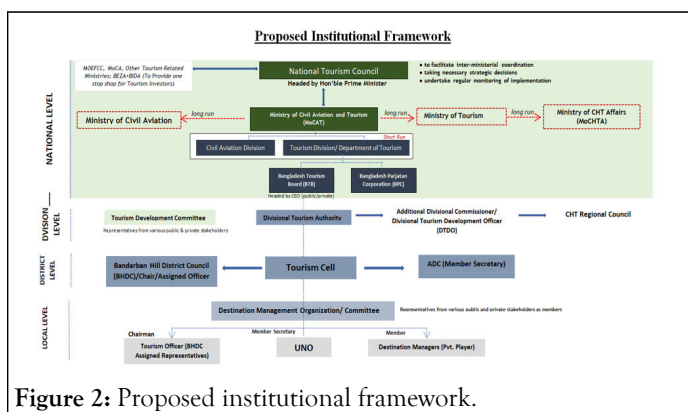 Proposed Institutional Framework
MOEFCC, MoCA, Other Tourism Related
Ministries; BEZA+BIDA (To Provide one
stop shop for Tourism Investors)
National Tourism Council
Headed by Hon'ble Prime Minister
• to facilitate inter-ministerial coordination
• taking necessary strategic decisions
• undertake regular monitoring of implementation
NATIONAL LEVEL
Ministry of Civil Aviation
long run
Ministry of Civil Aviation and Tourism
(MoCAT)
long run
Ministry of Tourism
long run
Ministry of CHT Affairs
(MoCHTA)
Short Run
Civil Aviation Division
Tourism Division/ Department of Tourism
Bangladesh Tourism
Board (BTB)
Bangladesh Parjatan
Corporation (BPC)
Headed by CEO (public/private)
DVISION
LEVEL
Tourism Development Committee
Representatives from various public & private stakeholders
Divisional Tourism Authority
Additional Divisional Commissioner/
Divisional Tourism Development Officer
(DTDO)
CHT Regional Council
DISTRICT
LEVEL
Bandarban Hill District Council
(BHDC)/Chair/Assigned Officer
Tourism Cell
ADC (Member Secretary)
LOCAL LEVEL
Destination Management Organization/ Committee
Representatives from various public and private stakeholders as members
Chairman
Member Secretary
Member
Tourism Officer (BHDC
Assigned Representatives)
UNO
Destination Managers (Pvt. Player)
Figure 2: Proposed institutional framework.